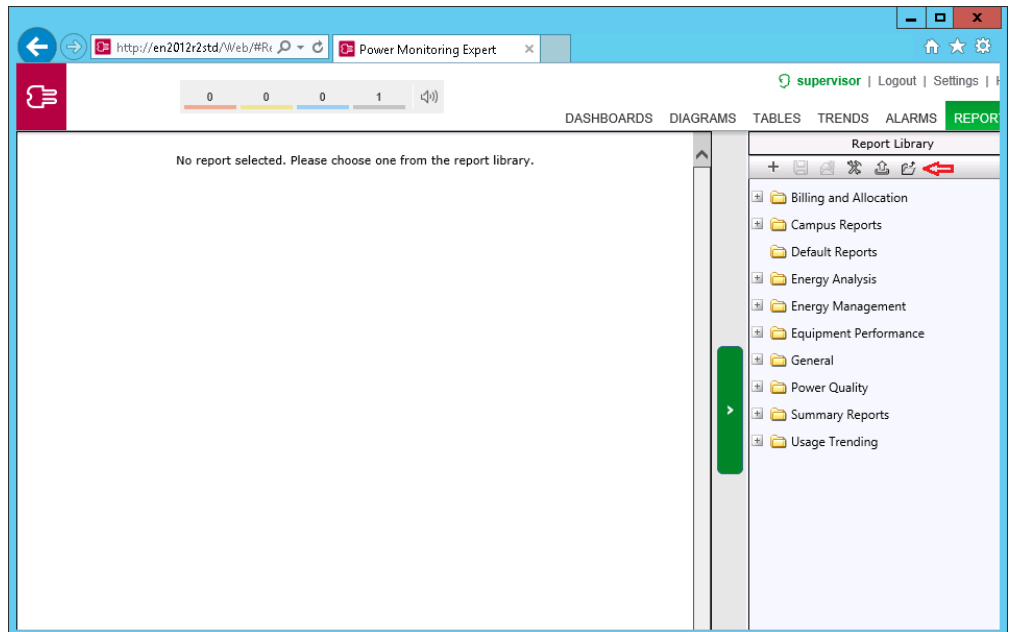 x
http://en2012r2std/Web/#Re
Power Monitoring Expert
supervisor | Logout | Settings |
0 0 0 1
DASHBOARDS DIAGRAMS TABLES TRENDS ALARMS REPOR
Report Library
No report selected. Please choose one from the report library.
Billing and Allocation
Campus Reports
Default Reports
Energy Analysis
Energy Management
Equipment Performance
General
Power Quality
Summary Reports
Usage Trending